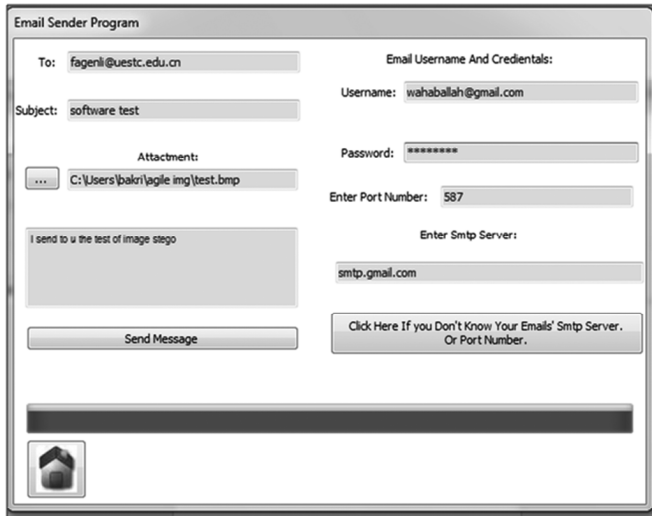 Email Sender Program
To: fagenli@uestc.edu.cn
Subject: software test
Attactment:
... C:\Users\bakri\agile img\test.bmp
I send to u the test of image stego
Send Message
Email Username And Credientals:
Username: wahaballah@gmail.com
Password: ********
Enter Port Number: 587
Enter Smtp Server:
smtp.gmail.com
Click Here If you Don't Know Your Emails' Smtp Server.
Or Port Number.